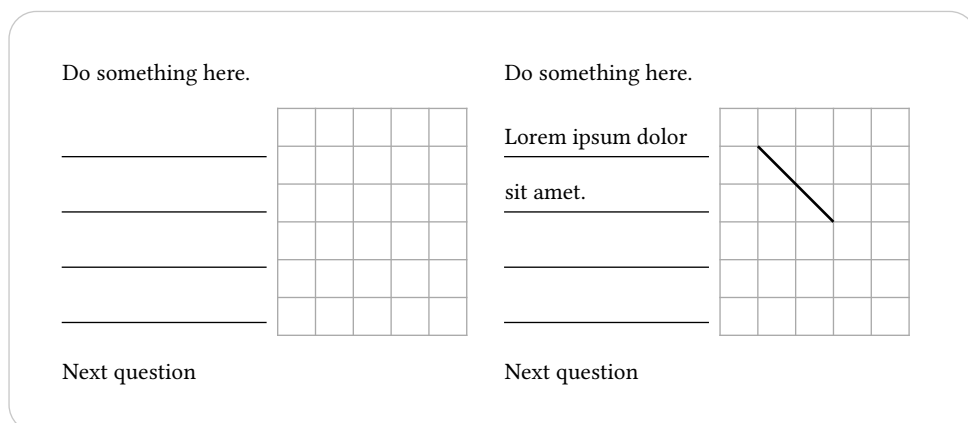 Do something here.
Next question
Do something here.
Lorem ipsum dolor
sit amet.
Next question